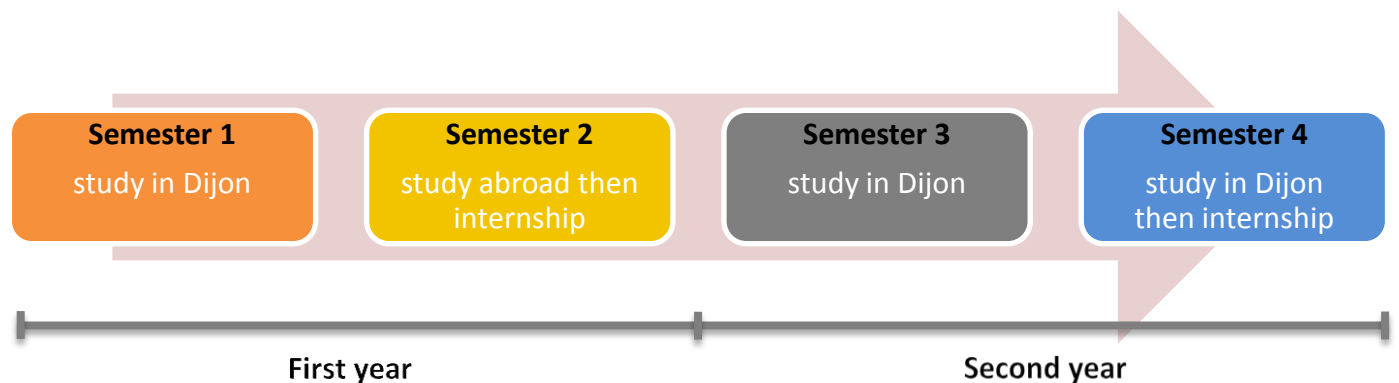 Semester 1
study in Dijon
Semester 2
study abroad then
internship
Semester 3
study in Dijon
Semester 4
study in Dijon
then internship
First year
Second year